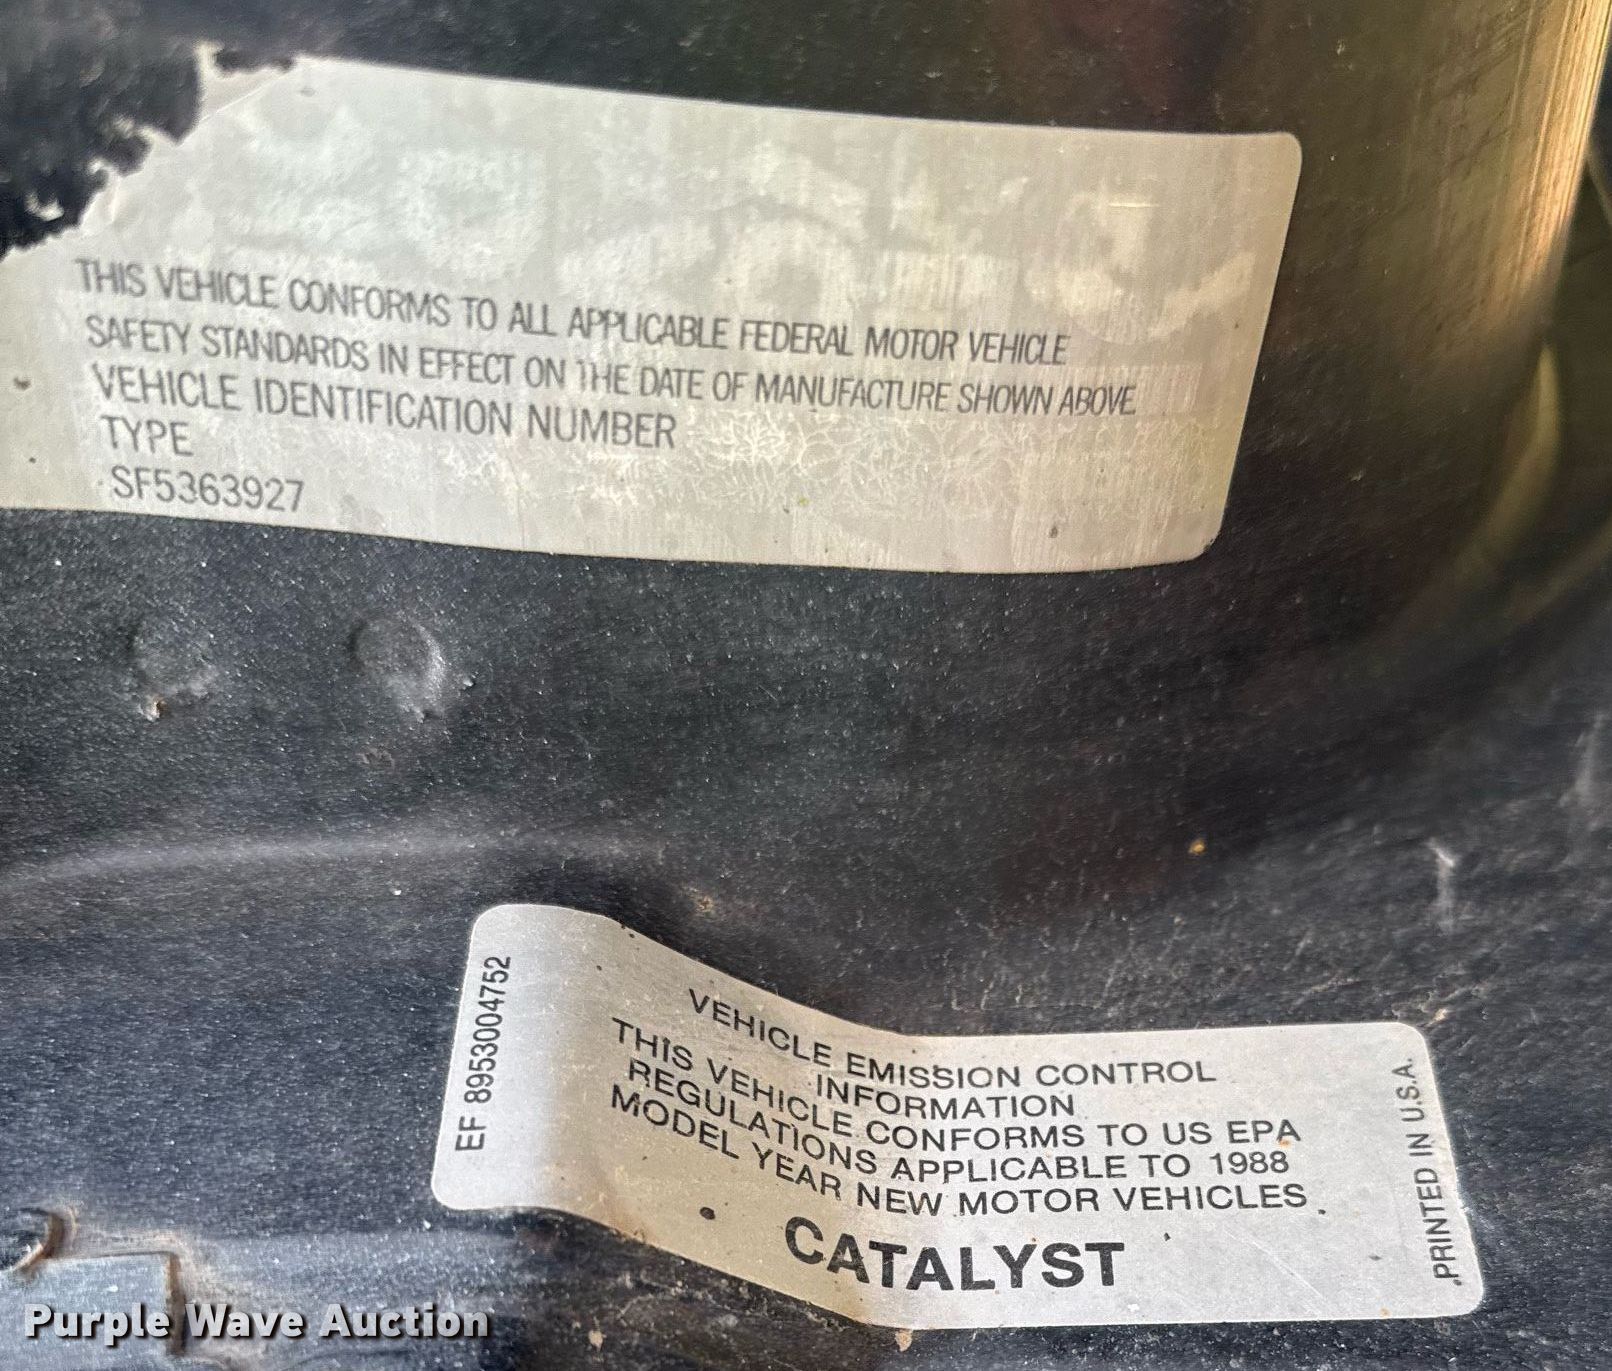 THIS VEHICLE CONFORMS TO ALL APPLICABLE FEDERAL MOTOR VEHICLE
SAFETY STANDARDS IN EFFECT ON THE DATE OF MANUFACTURE SHOWN ABOVE
VEHICLE IDENTIFICATION NUMBER
TYPE
SF5363927
EF 8953004752
VEHICLE EMISSION CONTROL
INFORMATION
THIS VEHICLE CONFORMS TO US EPA
REGULATIONS APPLICABLE TO 1988
MODEL YEAR NEW MOTOR VEHICLES.
CATALYST
PRINTED IN U.S.A.
Purple Wave Auction